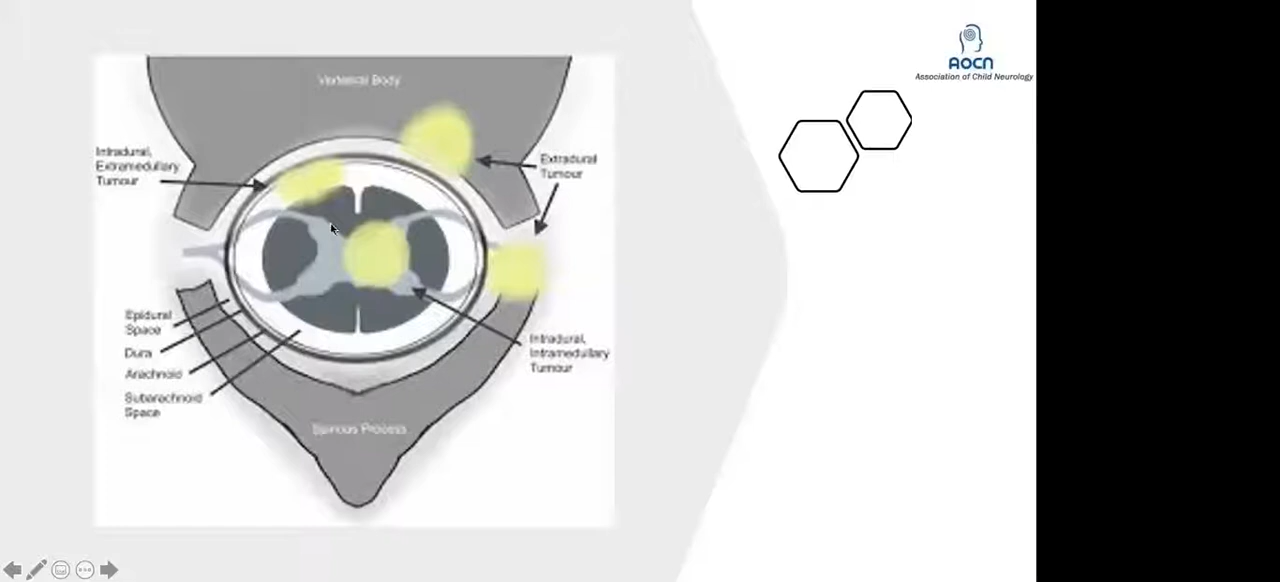 AOCN
Association of Child Neurology
Vertebral Body
Intradural,
Extramedullary
Tumour
Extradural
Tumour
Epidural
Space
Dura
Arachnoid
Subarachnoid
Space
Intradural,
Intramedullary
Tumour
Spinous Process